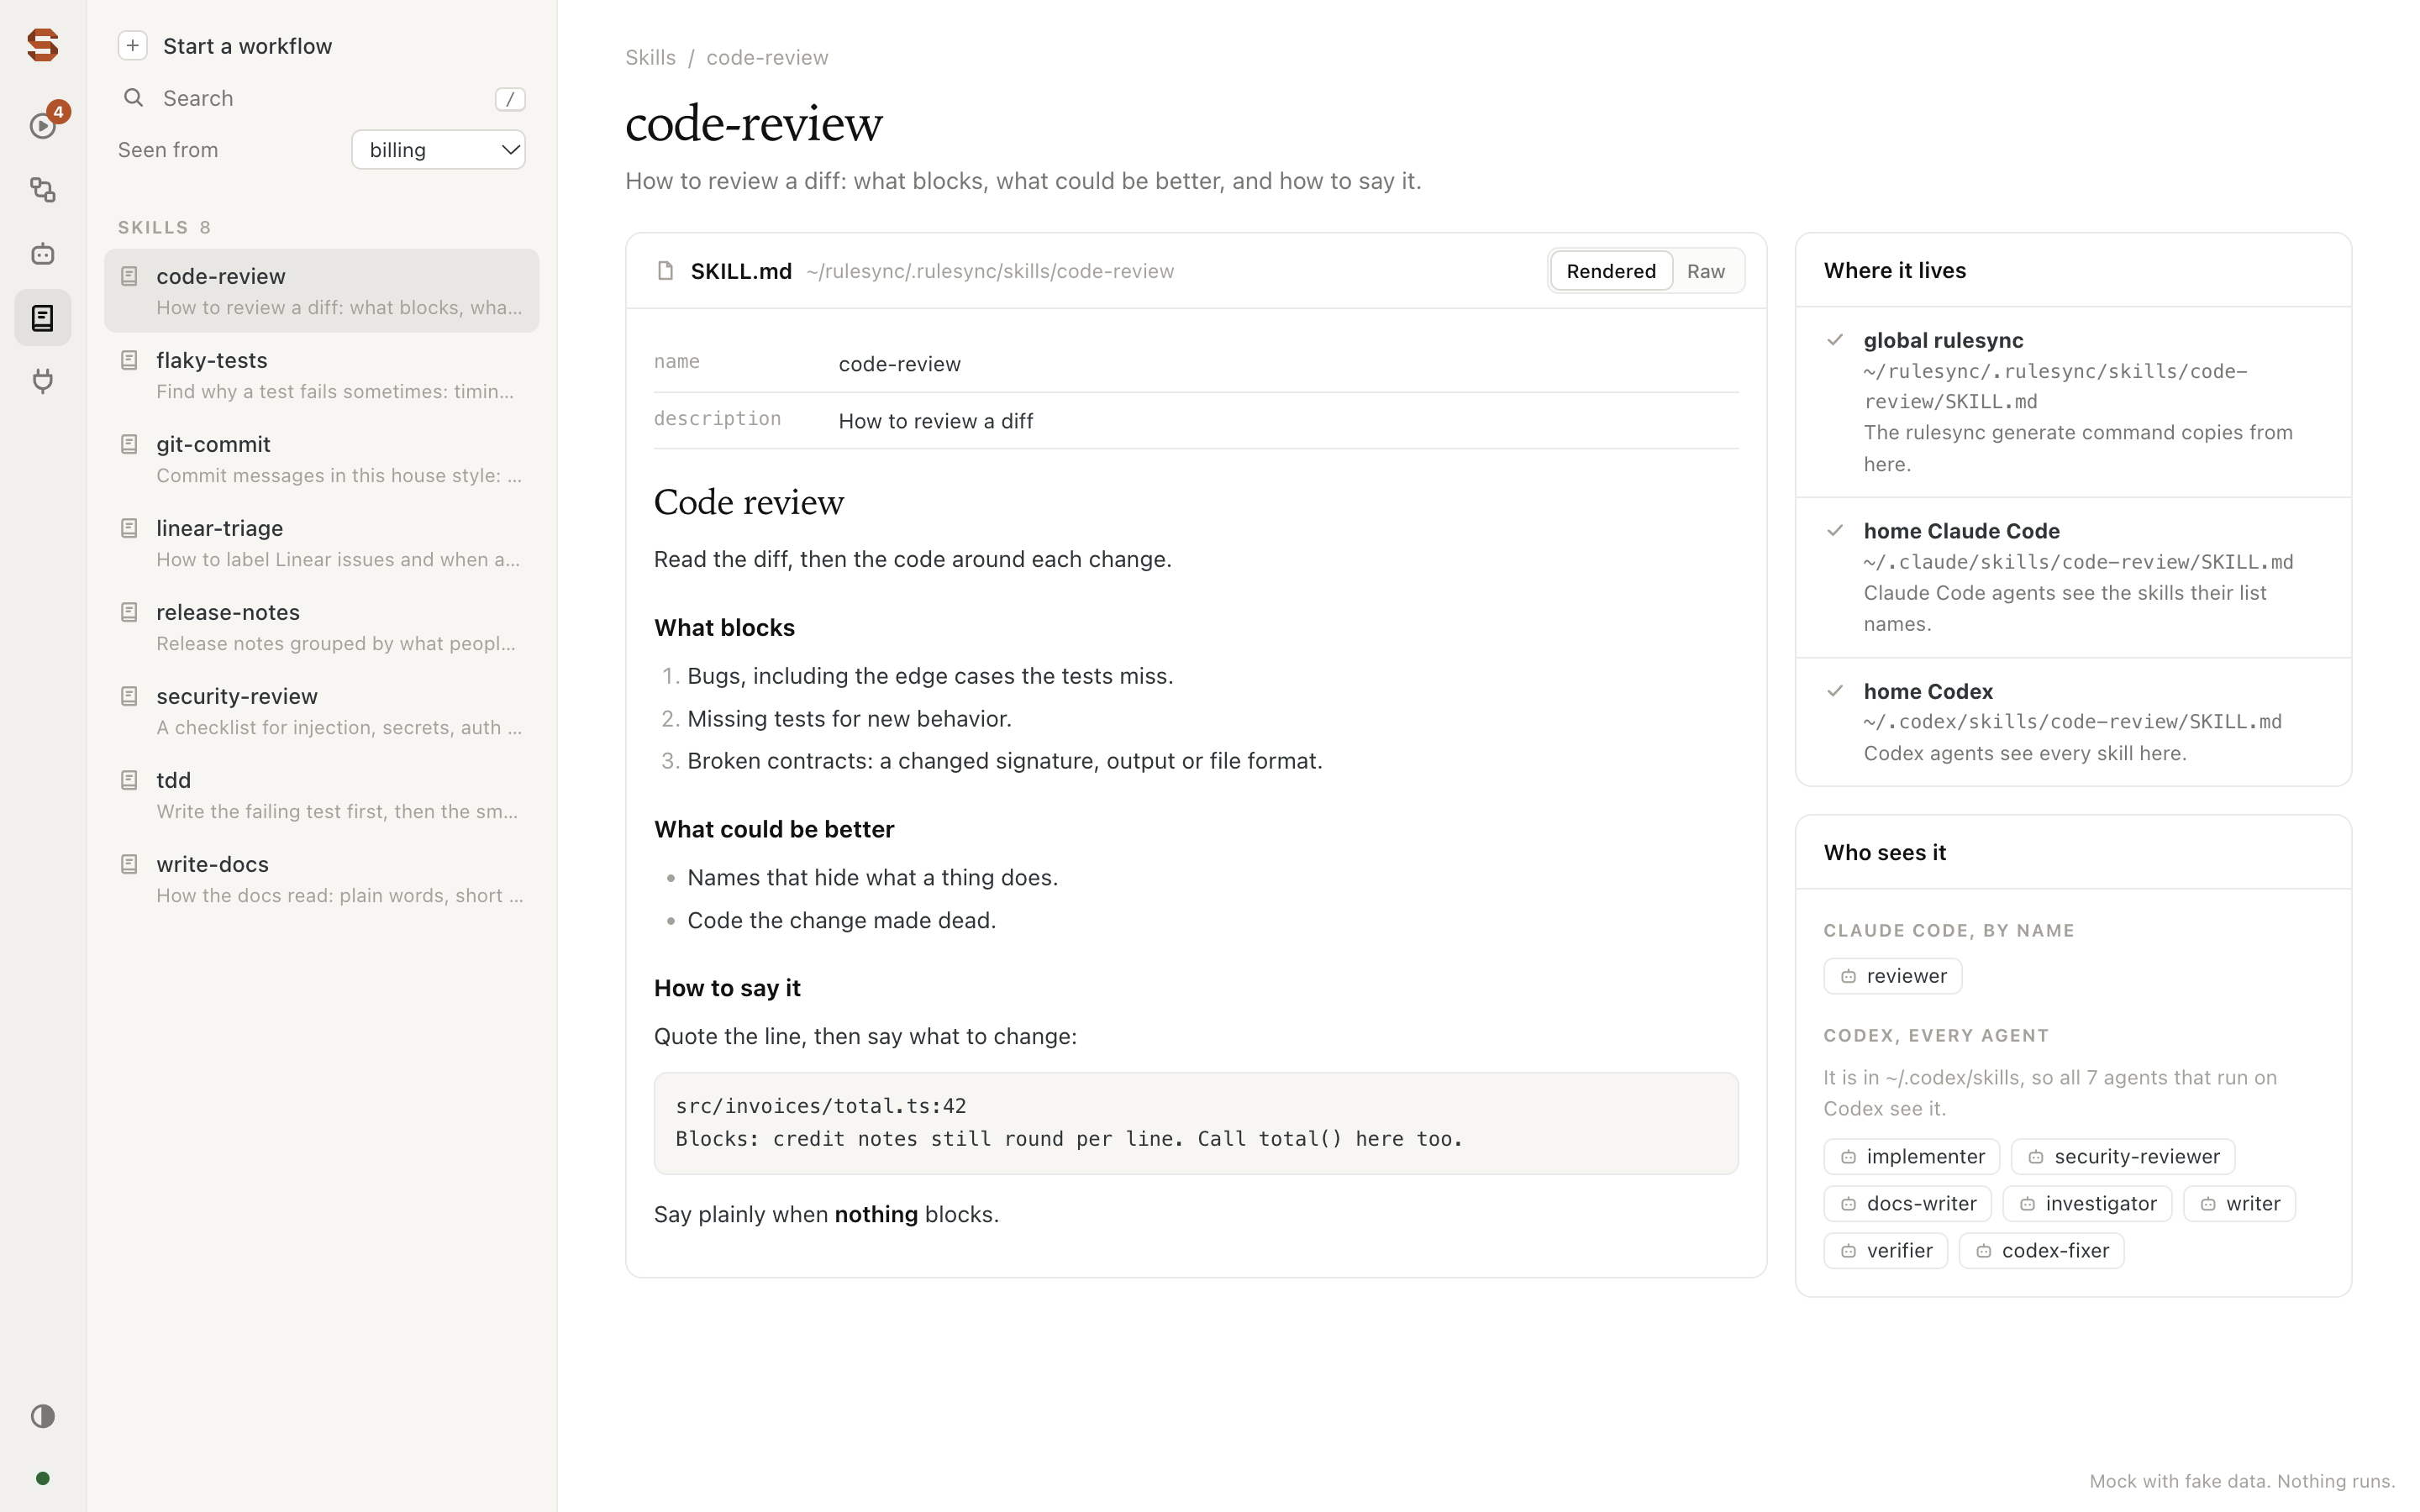 S
4
Start a workflow
Search /
Seen from billing
SKILLS 8
code-review
How to review a diff: what blocks, wha...
flaky-tests
Find why a test fails sometimes: timin...
git-commit
Commit messages in this house style: ...
linear-triage
How to label Linear issues and when a...
release-notes
Release notes grouped by what peopl...
security-review
A checklist for injection, secrets, auth ...
tdd
Write the failing test first, then the sm...
write-docs
How the docs read: plain words, short ...
Skills / code-review
code-review
How to review a diff: what blocks, what could be better, and how to say it.
SKILL.md ~/rulesync/.rulesync/skills/code-review Rendered Raw
name code-review
description How to review a diff
Code review
Read the diff, then the code around each change.
What blocks
1. Bugs, including the edge cases the tests miss.
2. Missing tests for new behavior.
3. Broken contracts: a changed signature, output or file format.
What could be better
• Names that hide what a thing does.
• Code the change made dead.
How to say it
Quote the line, then say what to change:
src/invoices/total.ts:42
Blocks: credit notes still round per line. Call total() here too.
Say plainly when nothing blocks.
Where it lives
global rulesync
~/rulesync/.rulesync/skills/code-
review/SKILL.md
The rulesync generate command copies from
here.
home Claude Code
~/.claude/skills/code-review/SKILL.md
Claude Code agents see the skills their list
names.
home Codex
~/.codex/skills/code-review/SKILL.md
Codex agents see every skill here.
Who sees it
CLAUDE CODE, BY NAME
reviewer
CODEX, EVERY AGENT
It is in ~/.codex/skills, so all 7 agents that run on
Codex see it.
implementer security-reviewer
docs-writer investigator writer
verifier codex-fixer
Mock with fake data. Nothing runs.